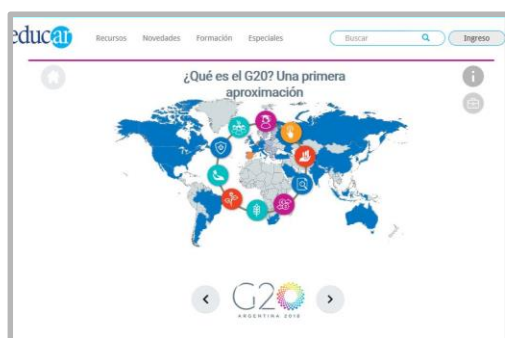 educar
Recursos Novedades Formación Especiales Buscar Ingreso
¿Qué es el G20? Una primera
aproximación
G20
ARGENTINA 2018